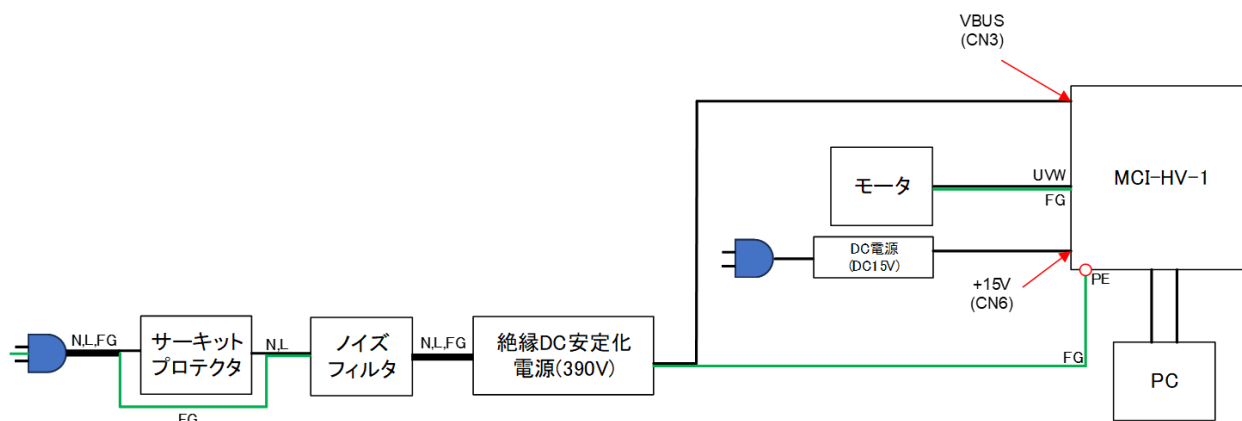 VBUS
(CN3)
MCI-HV-1
モータ
UVW
FG
DC電源
(DC15V)
+15V
(CN6)
PE
N,L,FG
サーキット
プロテクタ
N,L
FG
ノイズ
フィルタ
N,L,FG
絶縁DC安定化
電源(390V)
FG
PC